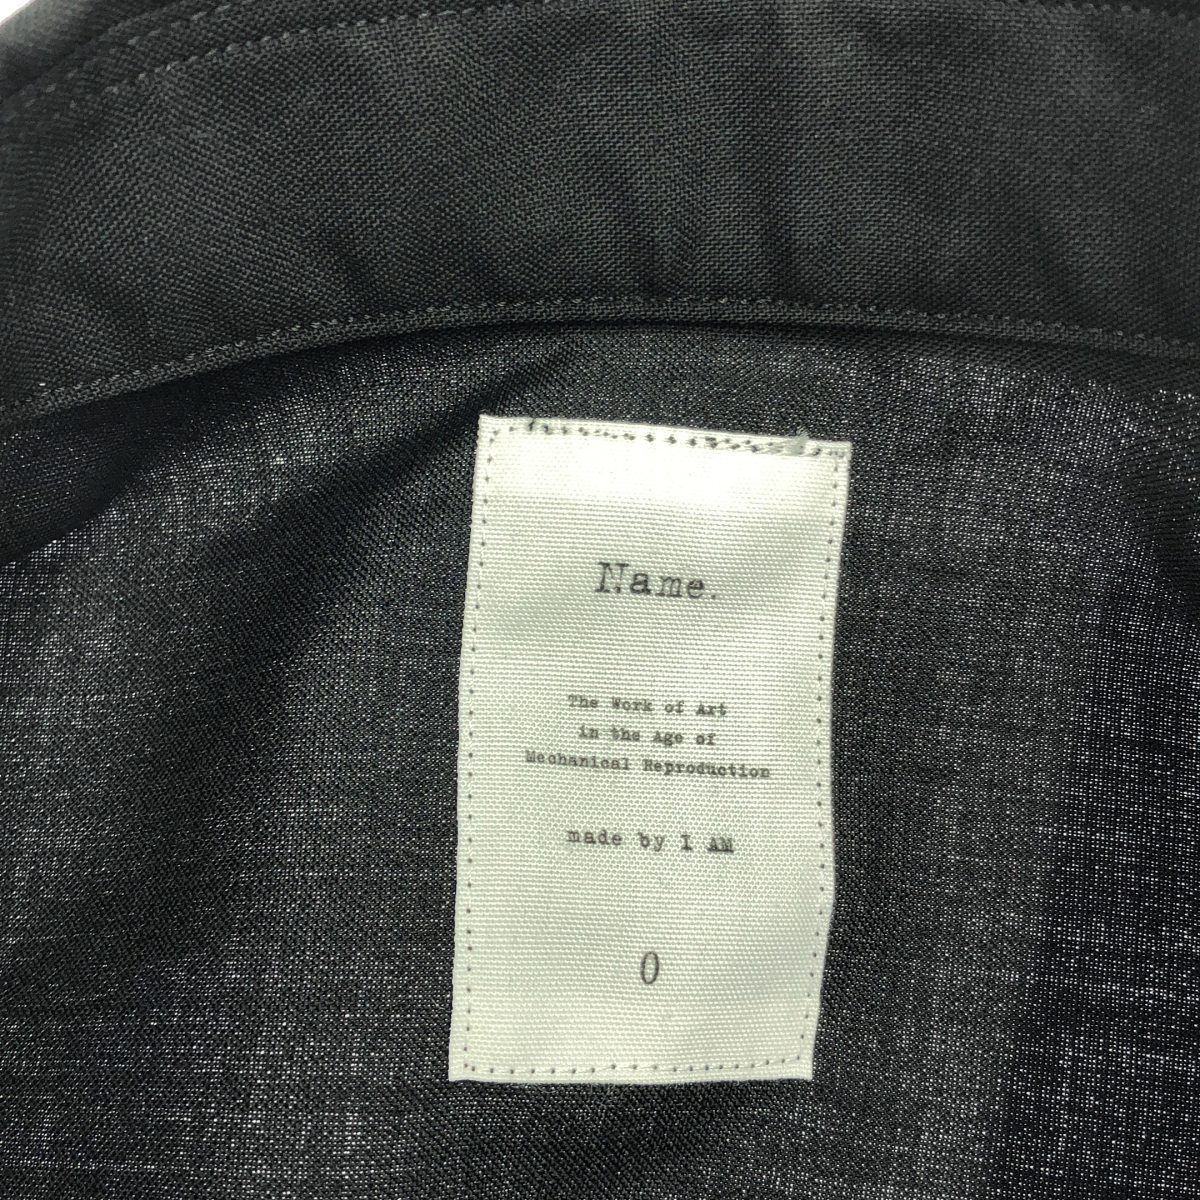 Name.
The Work of Art
in the Age of
Mechanical Reproduction
made by I AM
0